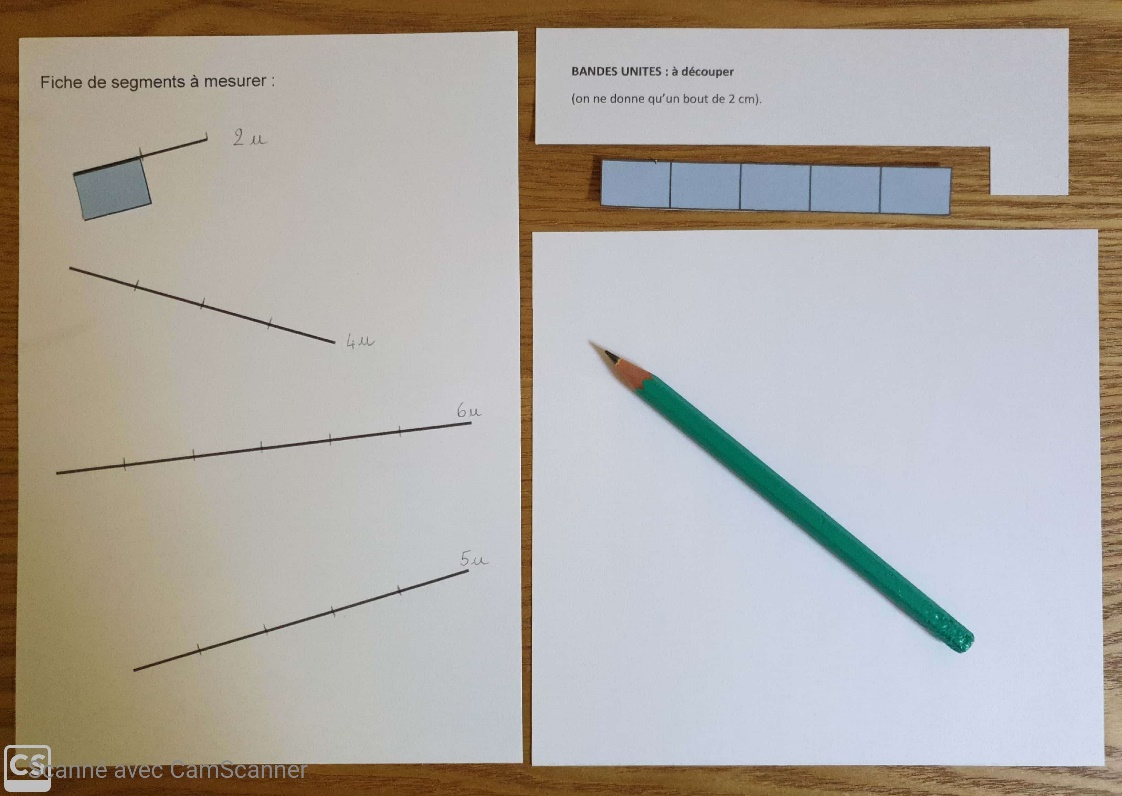 Fiche de segments à mesurer :
2u
4u
6u
5u
BANDES UNITES : à découper
(on ne donne qu'un bout de 2 cm).
CS
Scanné avec CamScanner